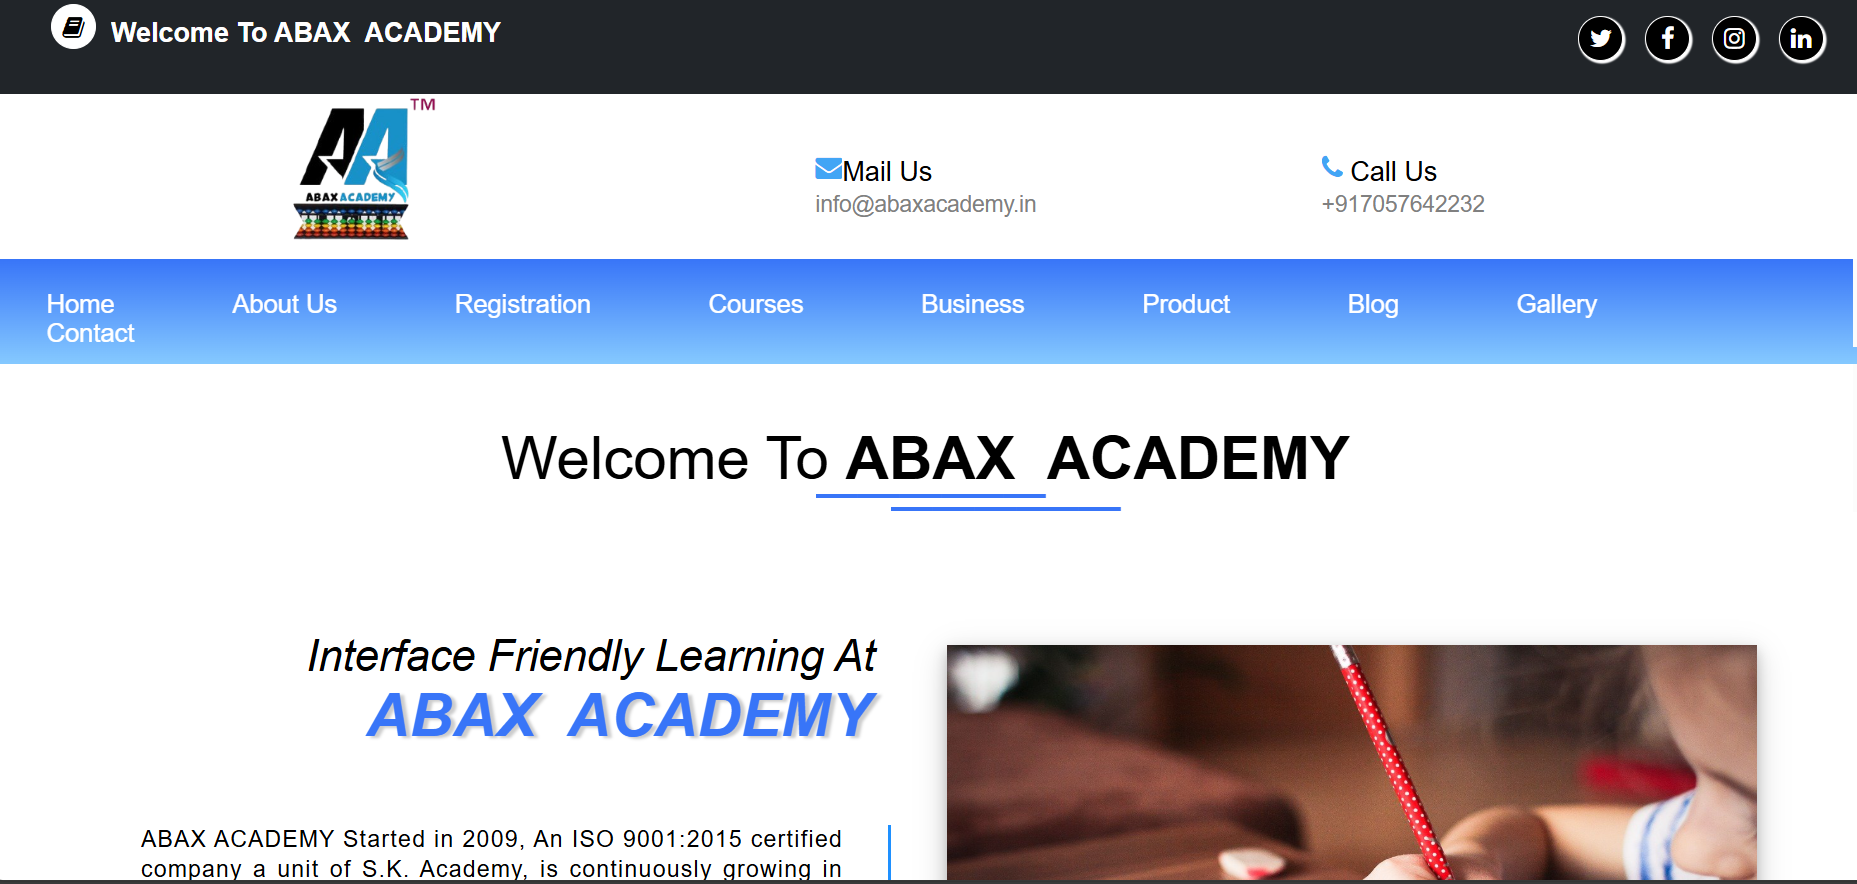 Welcome To ABAX ACADEMY
TM
AA
ABAX ACADEMY
Mail Us
info@abaxacademy.in
Call Us
+917057642232
Home About Us Registration Courses Business Product Blog Gallery
Contact
Welcome To ABAX ACADEMY
Interface Friendly Learning At
ABAX ACADEMY
ABAX ACADEMY Started in 2009, An ISO 9001:2015 certified
company a unit of S.K. Academy, is continuously growing in